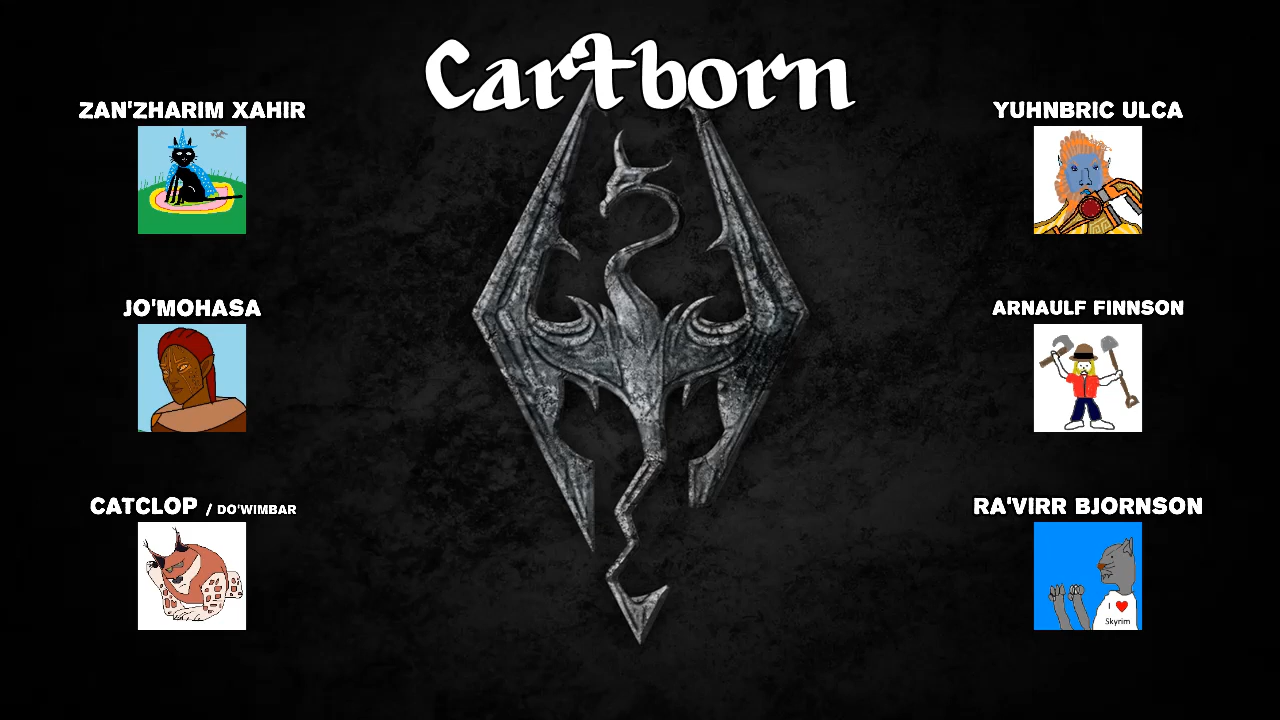 Cartborn
ZAN'ZHARIM XAHIR
YUHNBRIC ULCA
JO'MOHASA
ARNAULF FINNSON
CATCLOP / DO'WIMBAR
RA'VIRR BJORNSON
I ❤
Skyrim